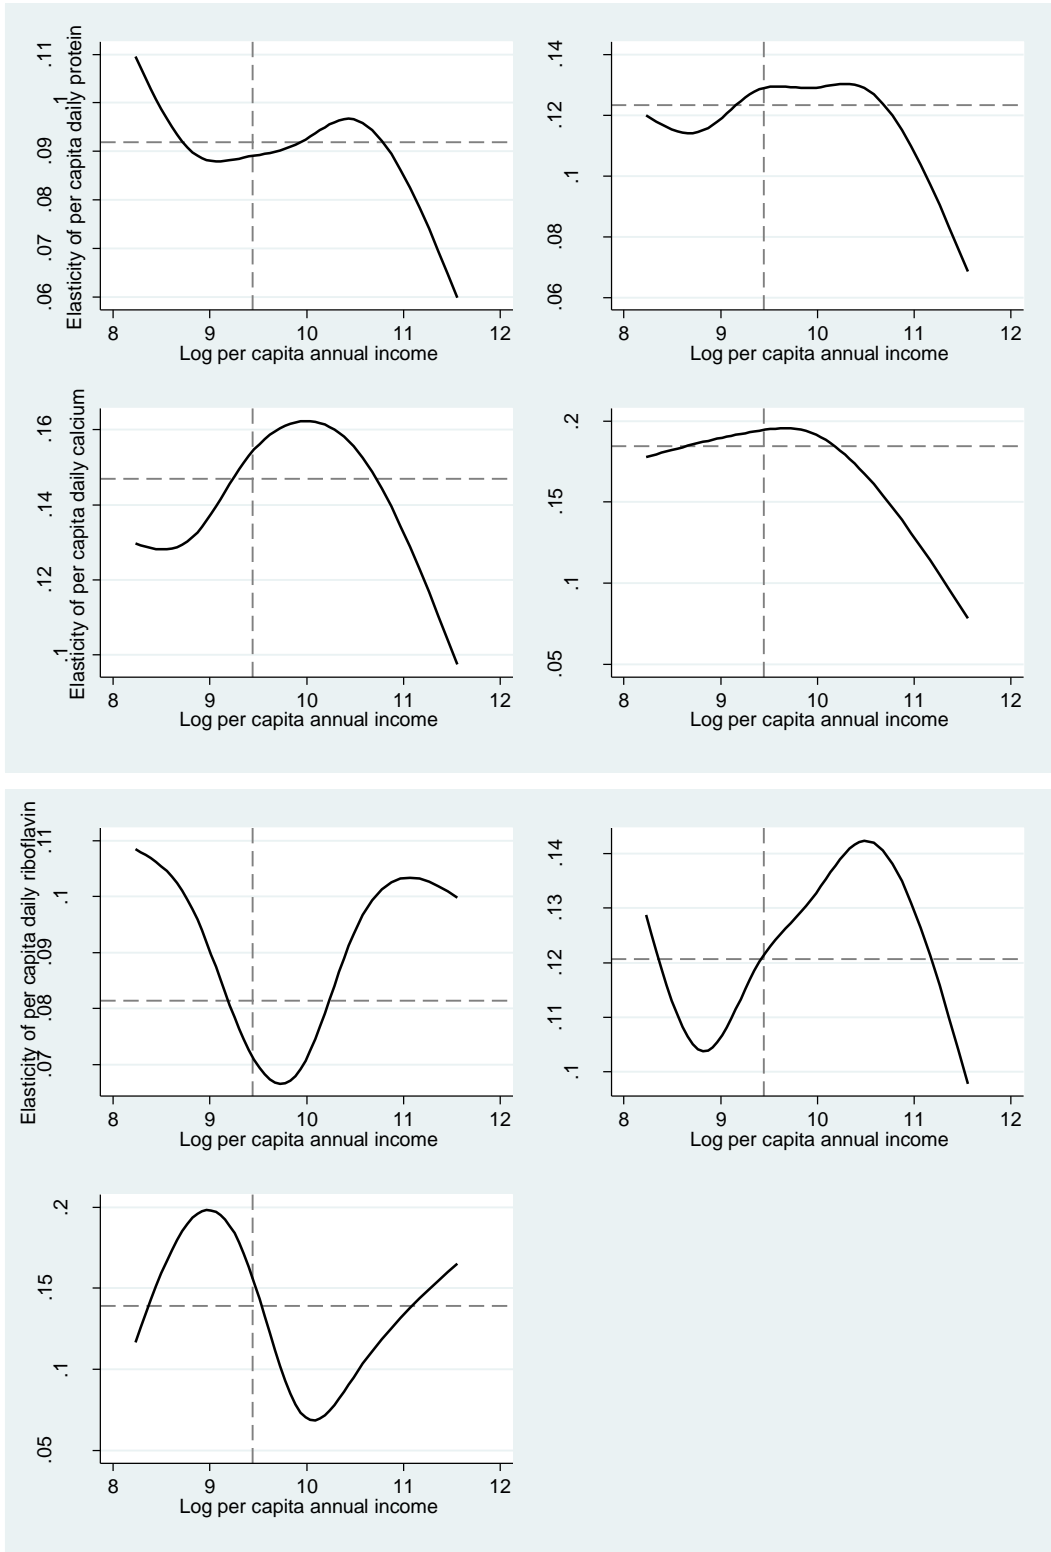 Elasticity of per capita daily protein
.11
.1
.09
.08
.07
.06
8 9 10 11 12
Log per capita annual income
.14
.12
.1
.08
.06
8 9 10 11 12
Log per capita annual income
Elasticity of per capita daily calcium
.16
.14
.12
.1
8 9 10 11 12
Log per capita annual income
.2
.15
.1
.05
8 9 10 11 12
Log per capita annual income
Elasticity of per capita daily riboflavin
.11
.1
.09
.08
.07
8 9 10 11 12
Log per capita annual income
.14
.13
.12
.11
.1
8 9 10 11 12
Log per capita annual income
.2
.15
.1
.05
8 9 10 11 12
Log per capita annual income